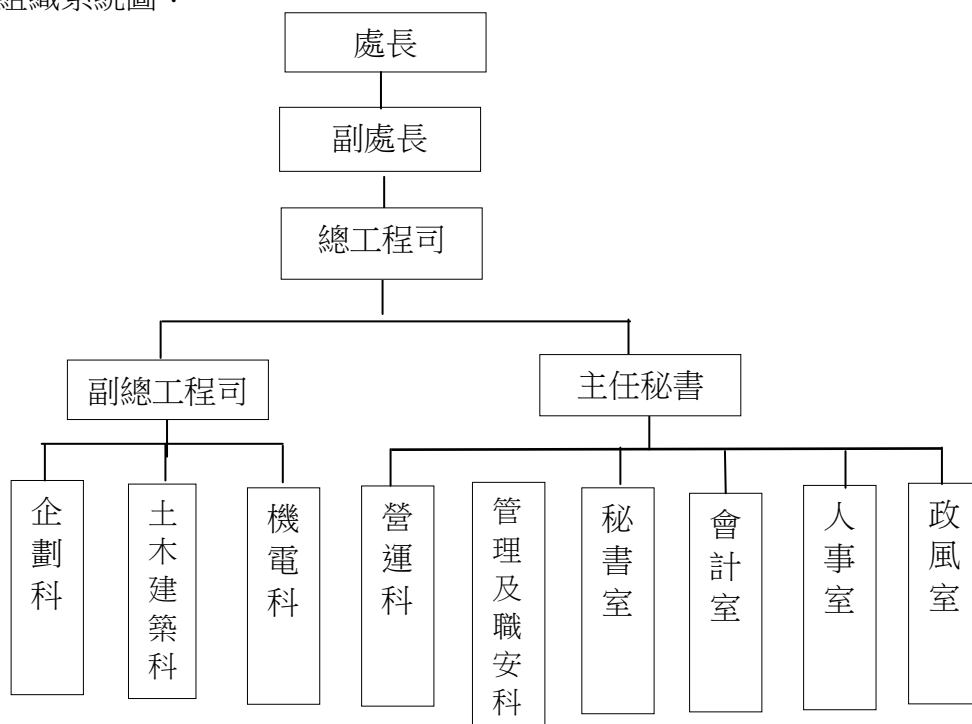 組織系統圖：
處長
副處長
總工程司
副總工程司
主任秘書
企劃科
土木建築科
機電科
營運科
管理及職安科
秘書室
會計室
人事室
政風室